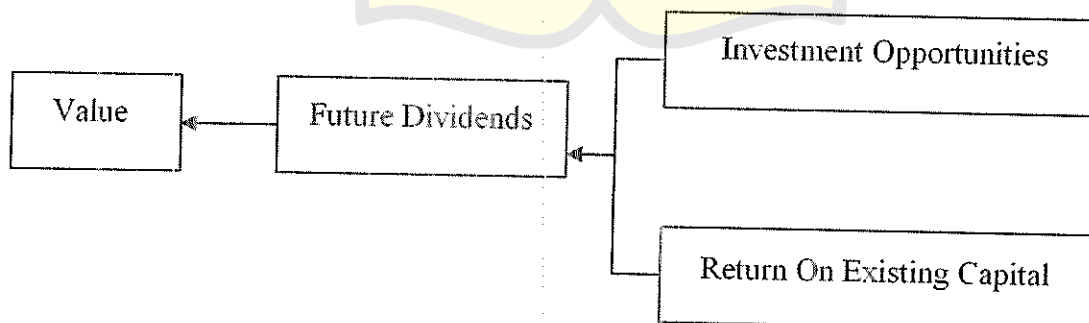 Investment Opportunities
Value
Future Dividends
Return On Existing Capital